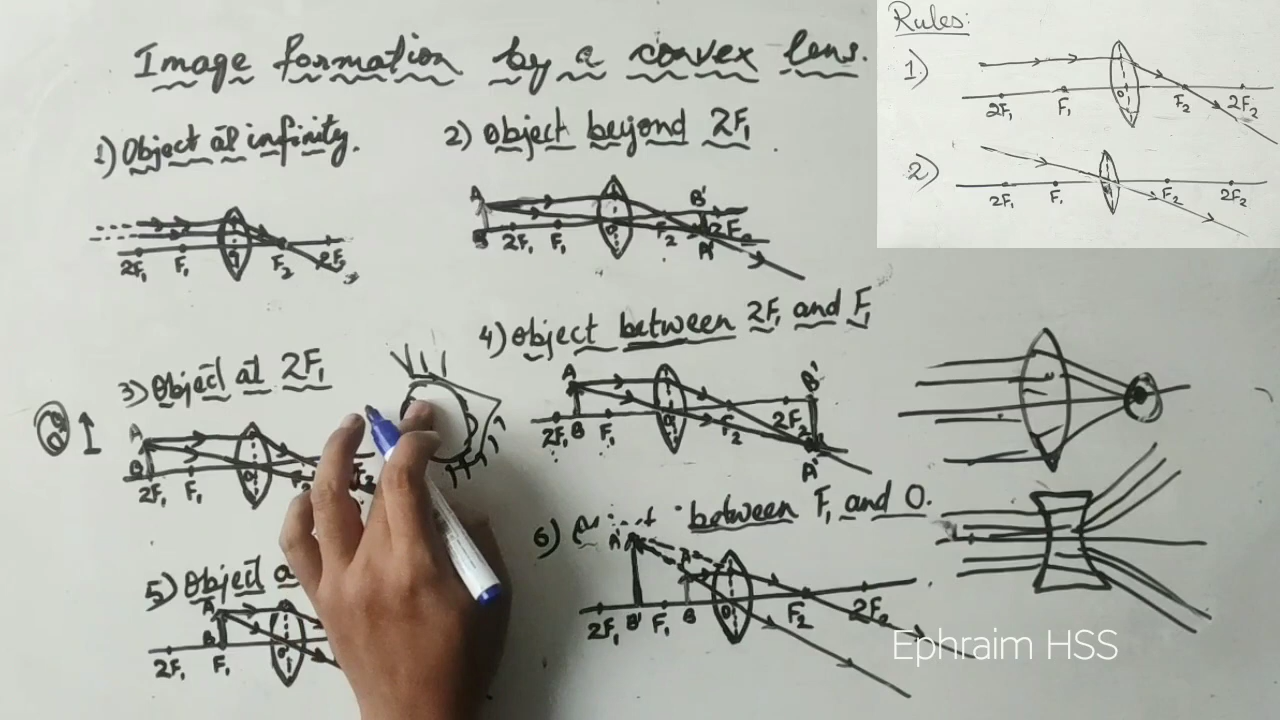 Image formation by a convex lens.
Rules:
1.)
2F₁ F₁ O F₂ 2F₂
2)
2F₁ F₁ F₂ 2F₂
1) Object at infinity.
2F₁ F₁ O F₂ 2F₂
2) Object beyond 2F₁
A B'
B 2F₁ F₁ O F₂ 2F₂
A'
3) Object at 2F₁
A
B
2F₁ F₁ O F₂
4) Object between 2F₁ and F₁
A B'
2F₁ B F₁ O F₂ 2F₂
A'
5) Object
A
B
2F₁ F₁ O
6) between F₁ and O.
A' A
2F₁ B' F₁ B O F₂ 2F₂
Ephraim HSS